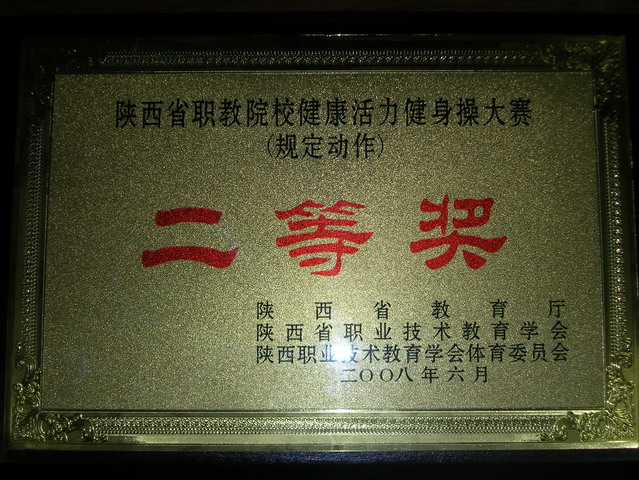 陕西省职教院校健康活力健身操大赛
(规定动作)
二等奖
陕西省教育厅
陕西省职业技术教育学会
陕西职业技术教育学会体育委员会
二〇〇八年六月